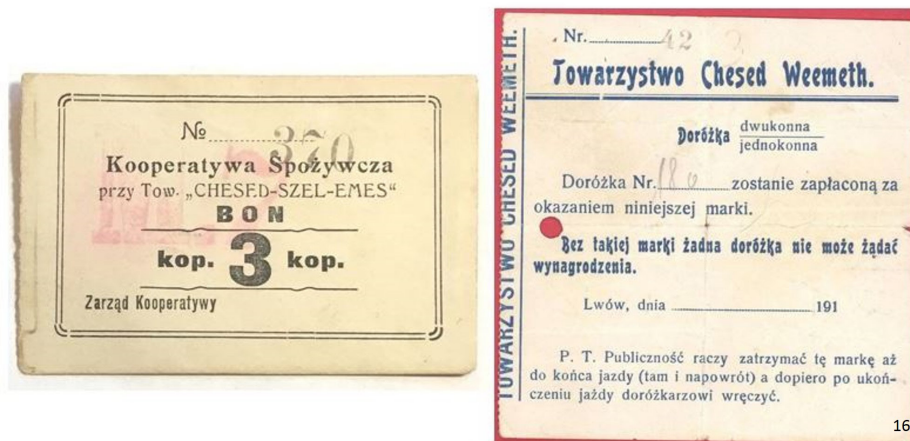 № 370
Kooperatywa Spożywcza
przy Tow. „CHESED-SZEL-EMES“
BON
kop. 3 kop.
Zarząd Kooperatywy
TOWARZYSTWO CHESED WEEMETH.
Nr. 42
Towarzystwo Chesed Weemeth.
Doróżka dwukonna
jednokonna
Doróżka Nr. 180 zostanie zapłaconą za
okazaniem niniejszej marki.
Bez takiej marki żadna doróżka nie może żądać
wynagrodzenia.
Lwów, dnia 191
P. T. Publiczność raczy zatrzymać tę markę aż
do końca jazdy (tam i napowrót) a dopiero po ukoń-
czeniu jażdy doróżkarzowi wręczyć.
16